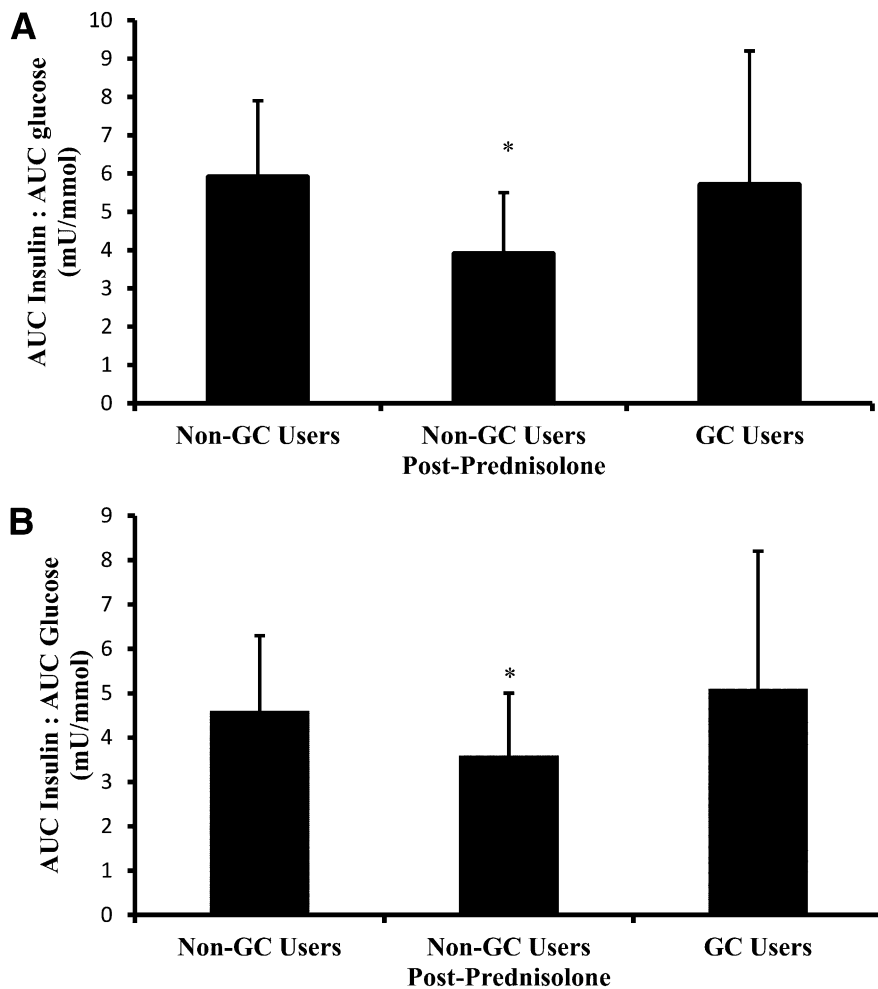 A
AUC Insulin : AUC glucose
(mU/mmol)
10
9
8
7
6
5
4
3
2
1
0
*
Non-GC Users
Non-GC Users
Post-Prednisolone
GC Users
B
AUC Insulin : AUC Glucose
(mU/mmol)
9
8
7
6
5
4
3
2
1
0
*
Non-GC Users
Non-GC Users
Post-Prednisolone
GC Users